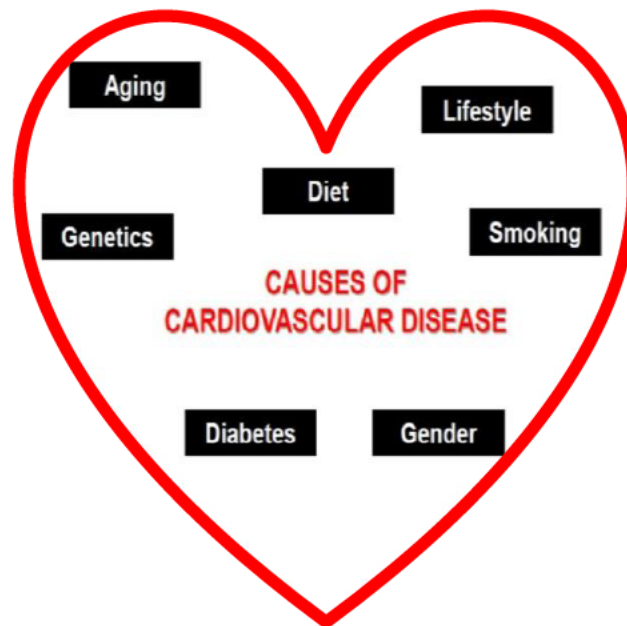 Aging
Lifestyle
Diet
Genetics
Smoking
CAUSES OF
CARDIOVASCULAR DISEASE
Diabetes
Gender